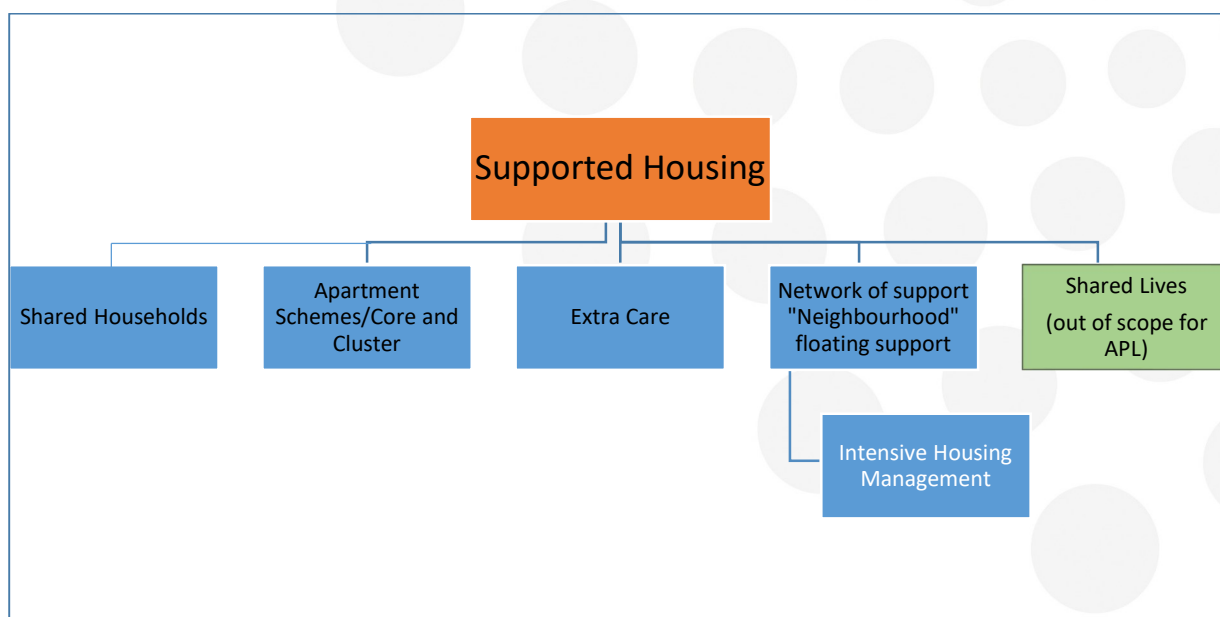 Supported Housing
Shared Households
Apartment
Schemes/Core and
Cluster
Extra Care
Network of support
"Neighbourhood"
floating support
Shared Lives
(out of scope for
APL)
Intensive Housing
Management